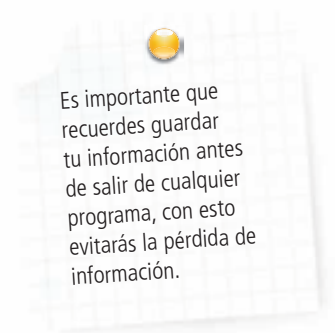 Es importante que
recuerdes guardar
tu información antes
de salir de cualquier
programa, con esto
evitarás la pérdida de
información.